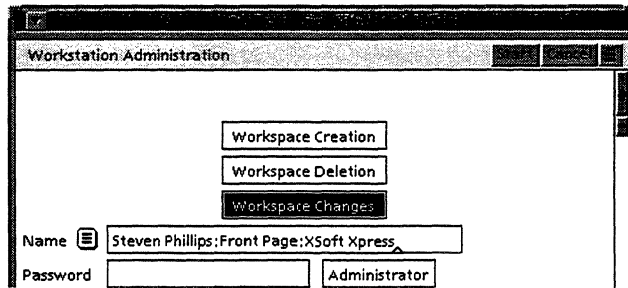 Workstation Administration
Workspace Creation
Workspace Deletion
Workspace Changes
Name Steven Phillips:Front Page:XSoft Xpress
Password Administrator